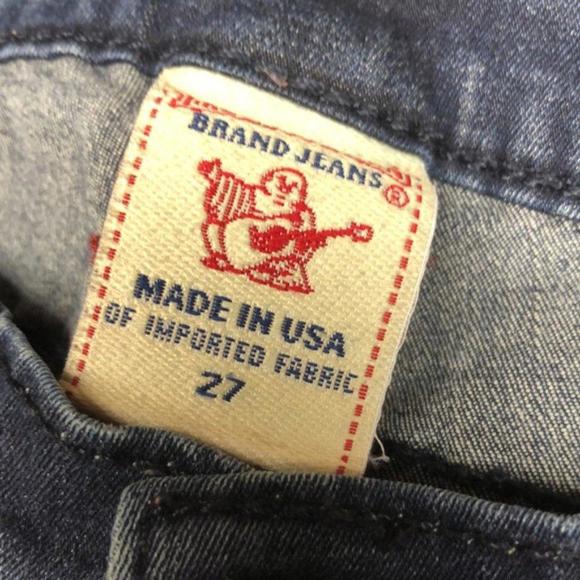 BRAND JEANS®
MADE IN USA
OF IMPORTED FABRIC
27